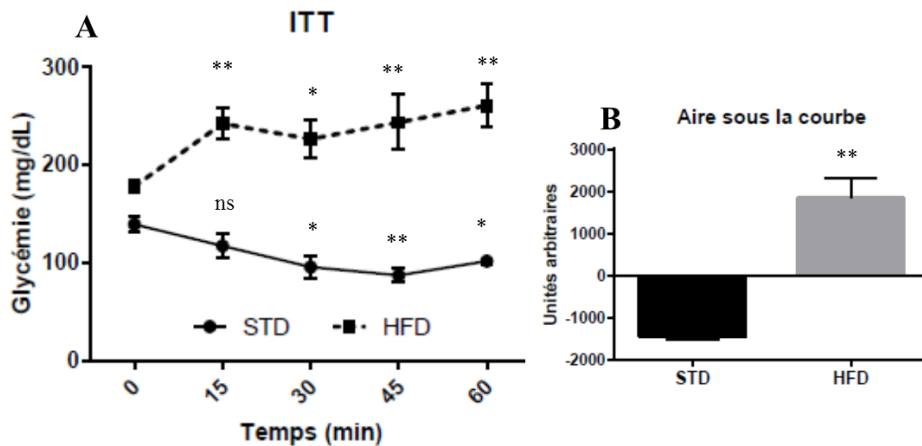 A
ITT
Glycémie (mg/dL)
300
200
100
0
**
*
**
**
ns
*
**
*
STD
HFD
0
15
30
45
60
Temps (min)
B
Aire sous la courbe
Unités arbitraires
3000
2000
1000
0
-1000
-2000
**
STD
HFD